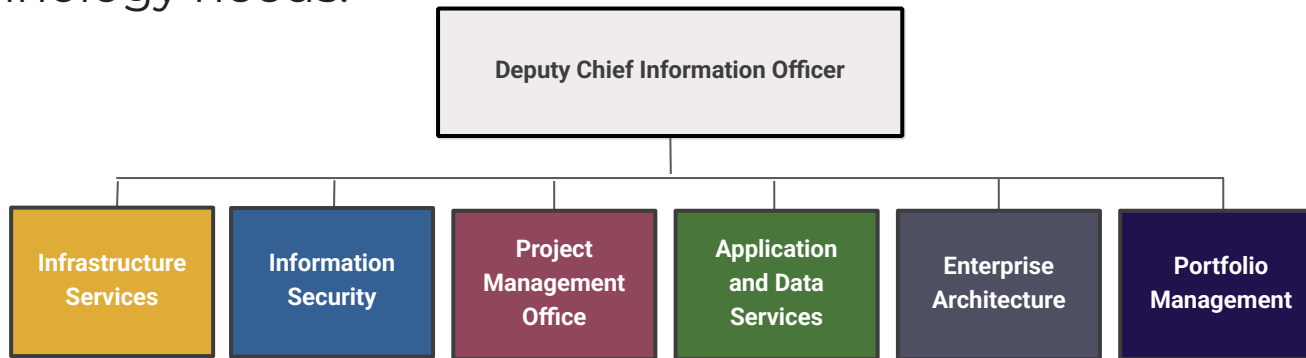 needs.
Deputy Chief Information Officer
Infrastructure
Services
Information
Security
Project
Management
Office
Application
and Data
Services
Enterprise
Architecture
Portfolio
Management